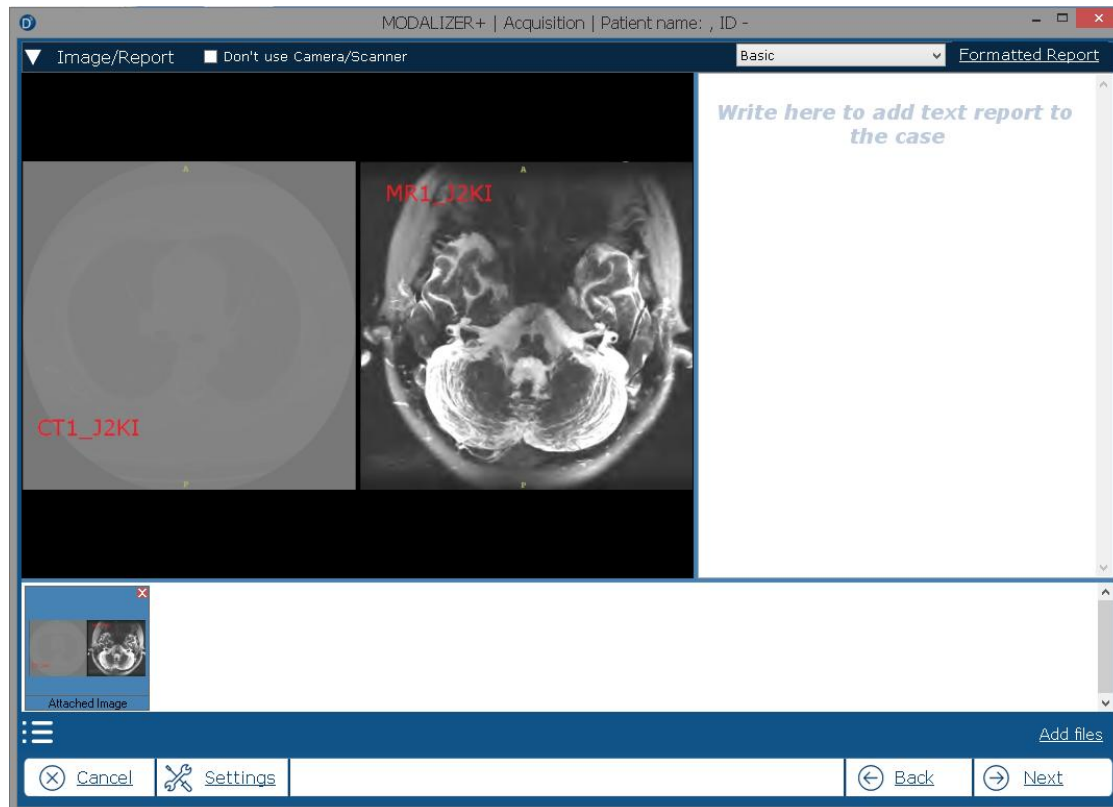 MODALIZER+ | Acquisition | Patient name: , ID -
Image/Report
Don't use Camera/Scanner
Basic
Formatted Report
A
A
MR1_J2KI
CT1_J2KI
P
P
Write here to add text report to
the case
Attached Image
Add files
Cancel
Settings
Back
Next